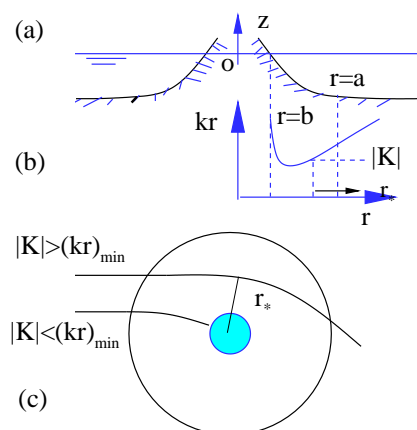 (a)
z
o
r=a
kr
r=b
(b)
|K|
r*
r
|K|>(kr)min
r*
|K|<(kr)min
(c)